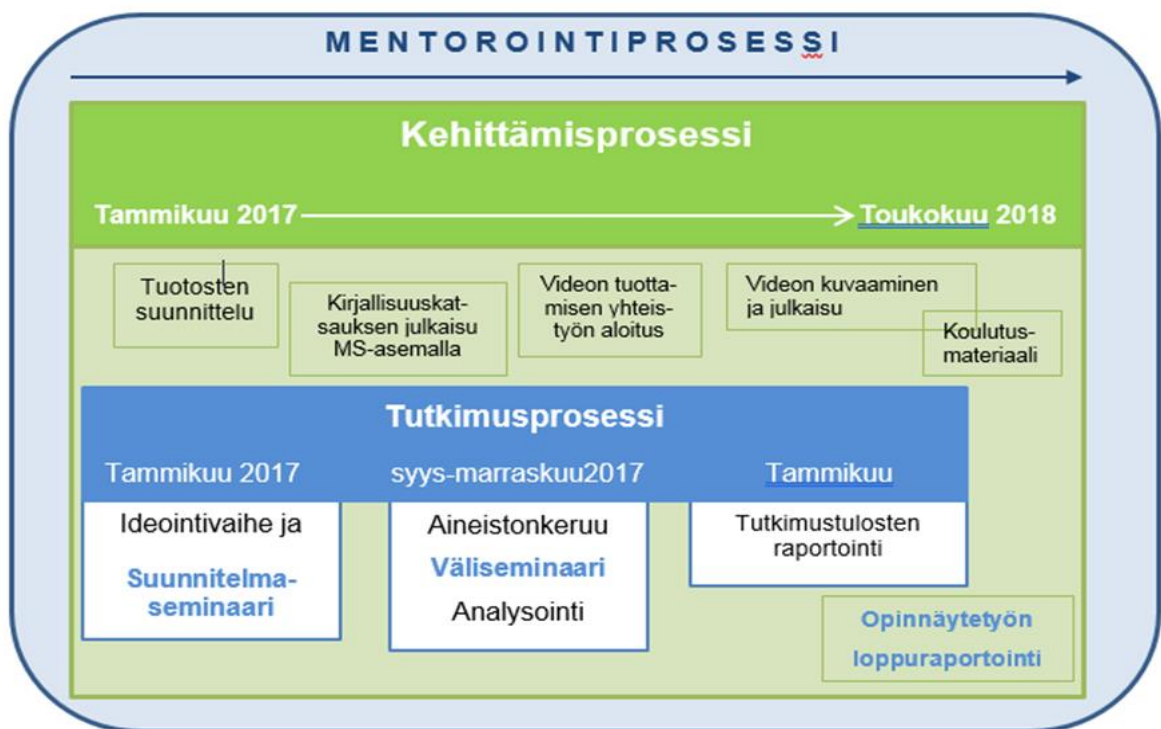 MENTOROINTIPROSESSI
Kehittämisprosessi
Tammikuu 2017
Toukokuu 2018
Tuotosten
suunnittelu
Kirjallisuuskat-
sauksen julkaisu
MS-asemalla
Videon tuotta-
misen yhteis-
työn aloitus
Videon kuvaaminen
ja julkaisu
Koulutus-
materiaali
Tutkimusprosessi
Tammikuu 2017
syys-marraskuu2017
Tammikuu
Ideointivaihe ja
Suunnitelma-
seminaari
Aineistonkeruu
Väliseminaari
Analysointi
Tutkimustulosten
raportointi
Opinnäytetyön
loppuraportointi